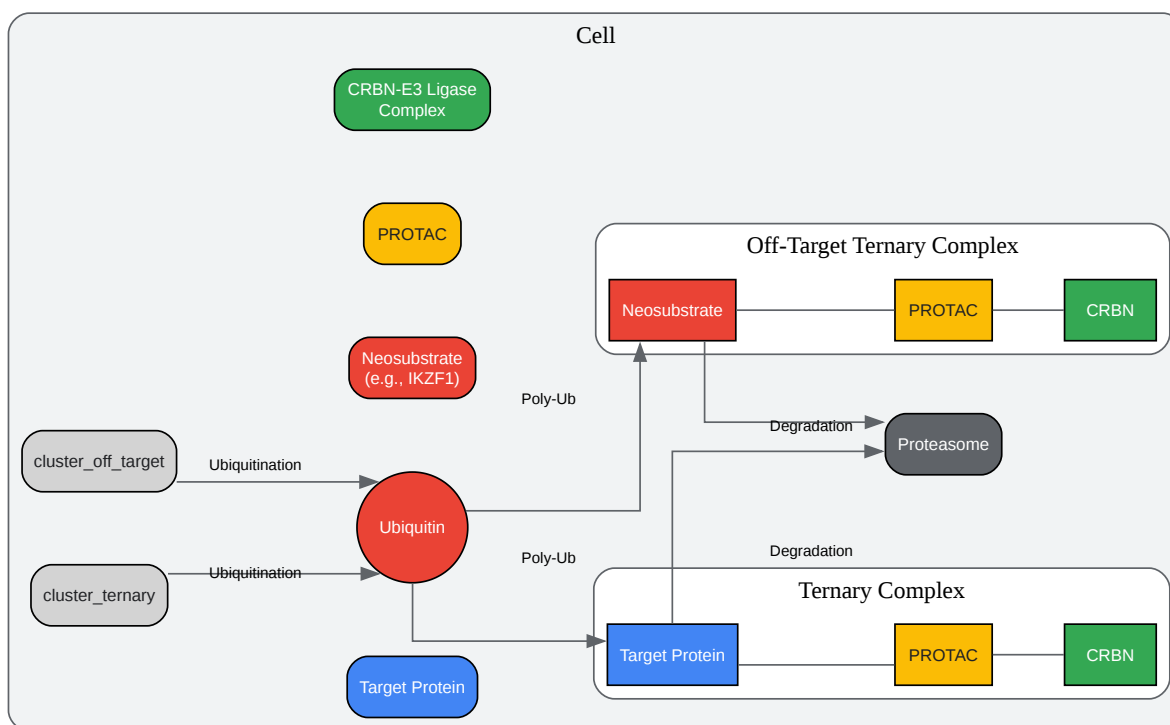 Cell
CRBN-E3 Ligase
Complex
PROTAC
Off-Target Ternary Complex
Neosubstrate
PROTAC
CRBN
Neosubstrate
(e.g., IKZF1)
Poly-Ub
Degradation
Proteasome
cluster_off_target
Ubiquitination
Ubiquitin
Poly-Ub
Degradation
Ubiquitination
cluster_ternary
Ternary Complex
Target Protein
PROTAC
CRBN
Target Protein